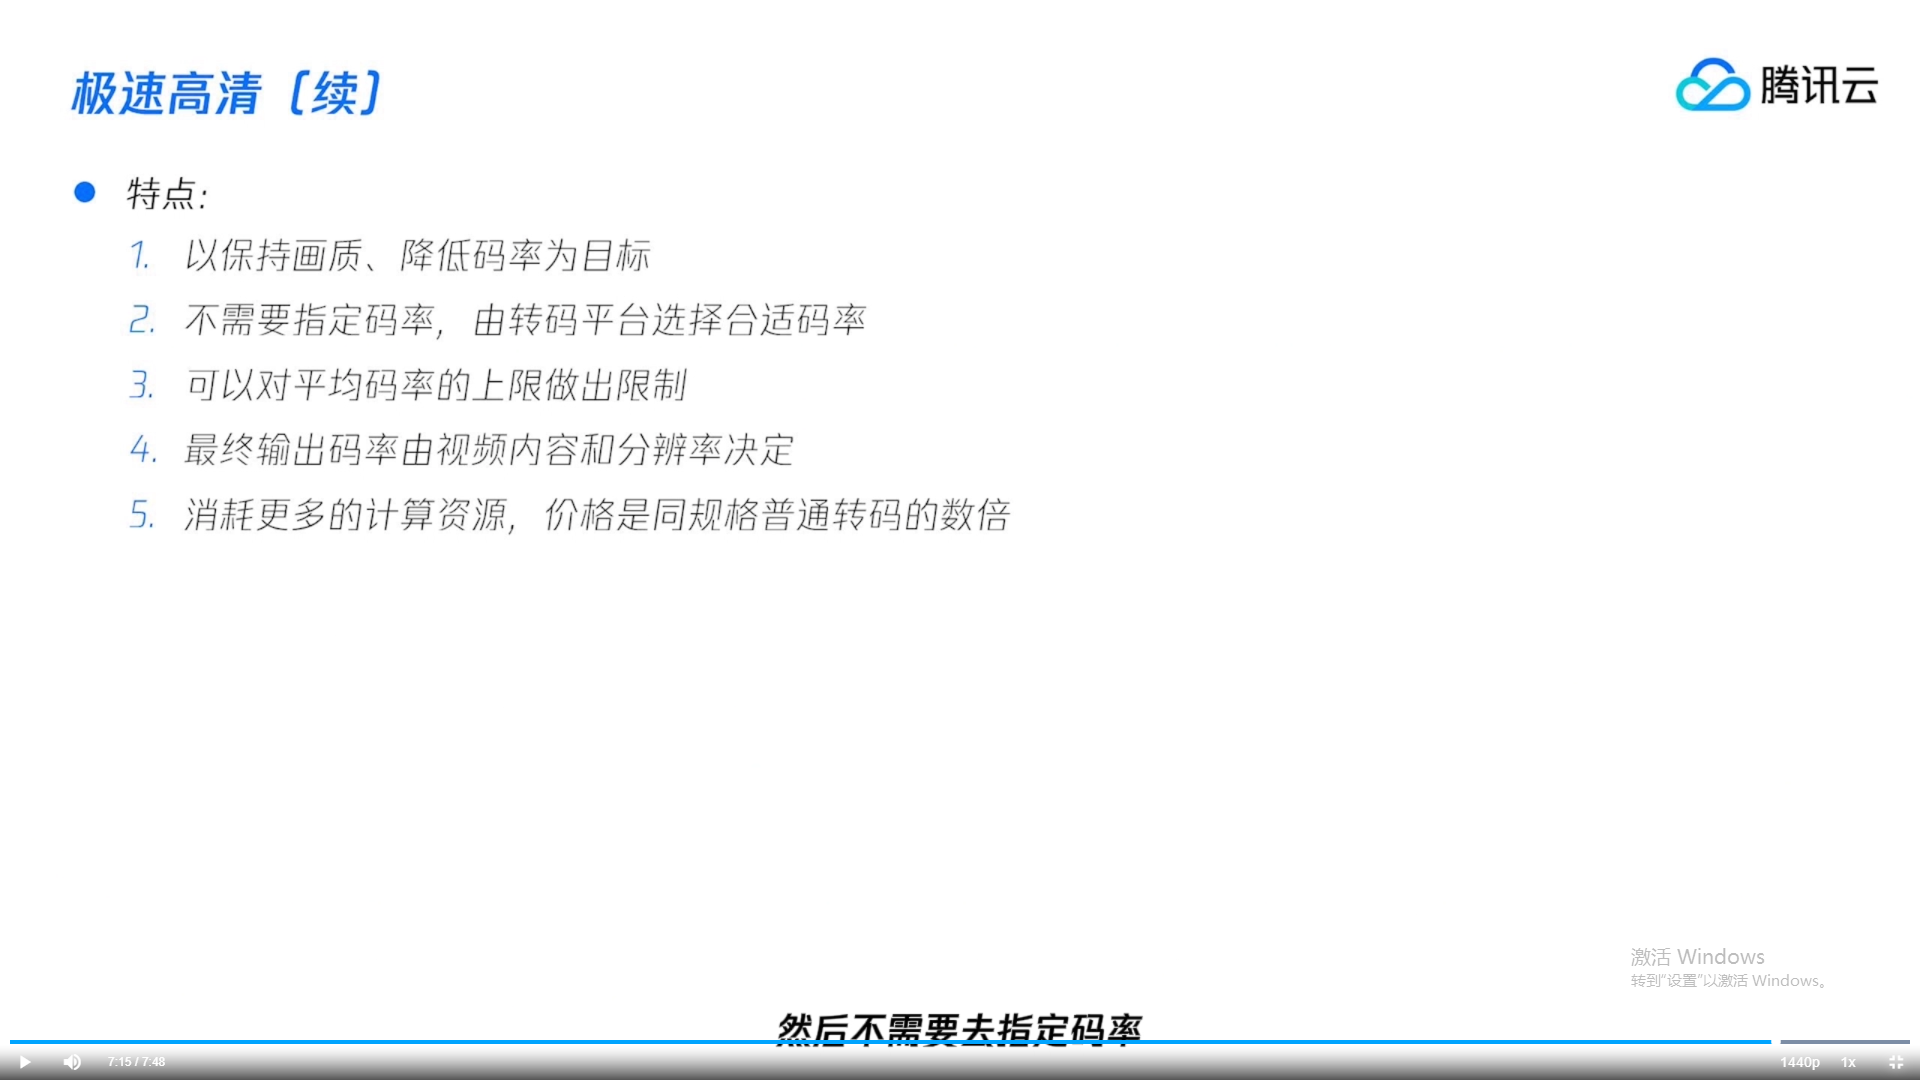 极速高清（续）
腾讯云
特点:
1. 以保持画质、降低码率为目标
2. 不需要指定码率, 由转码平台选择合适码率
3. 可以对平均码率的上限做出限制
4. 最终输出码率由视频内容和分辨率决定
5. 消耗更多的计算资源, 价格是同规格普通转码的数倍
激活 Windows
转到“设置”以激活 Windows。
然后不需要去指定码率
7:15 / 7:48
1440p 1x